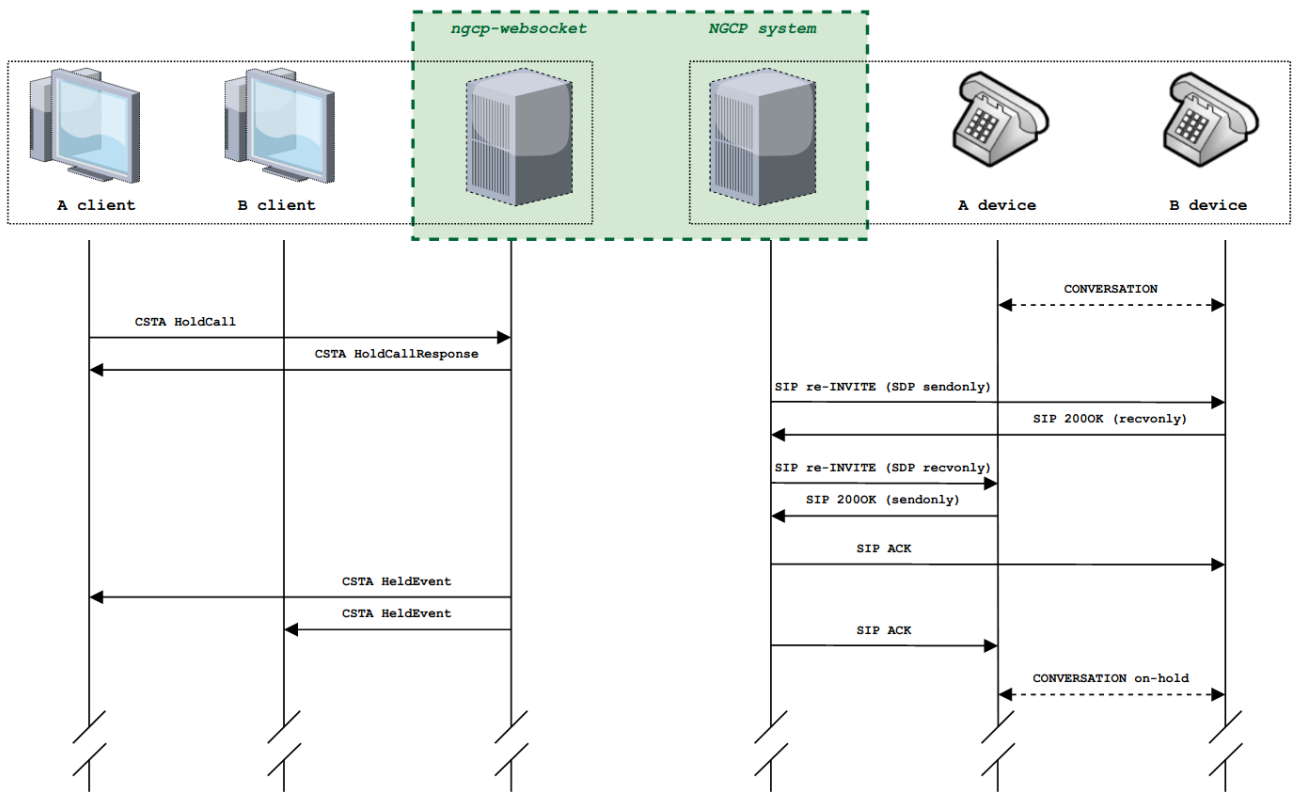 ngcp-websocket
NGCP system
A client
B client
A device
B device
CONVERSATION
CSTA HoldCall
CSTA HoldCallResponse
SIP re-INVITE (SDP sendonly)
SIP 200OK (recvonly)
SIP re-INVITE (SDP recvonly)
SIP 200OK (sendonly)
SIP ACK
CSTA HeldEvent
CSTA HeldEvent
SIP ACK
CONVERSATION on-hold